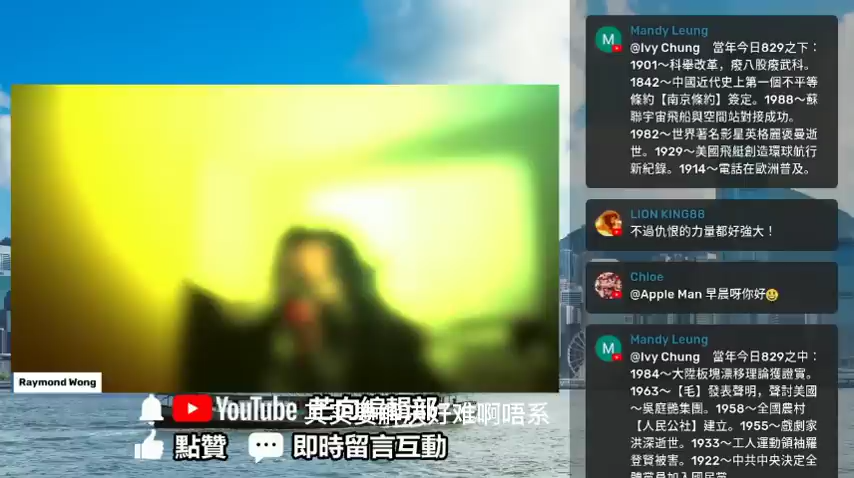 Mandy Leung
@Ivy Chung 當年今日829之下：
1901～科舉改革，廢八股廢武科。
1842～中國近代史上第一個不平等
條約【南京條約】簽定。1988～蘇
聯宇宙飛船與空間站對接成功。
1982～世界著名影星英格麗褒曼逝
世。1929～美國飛艇創造環球航行
新紀錄。1914～電話在歐洲普及。
LION KING88
不過仇恨的力量都好強大！
Chloe
@Apple Man 早晨呀你好😃
Mandy Leung
@Ivy Chung 當年今日829之中：
1984～大陸板塊漂移理論獲證實。
1963～【毛】發表聲明，聲討美國
～吳庭艷集團。1958～全國農村
【人民公社】建立。1955～戲劇家
洪深逝世。1933～工人運動領袖羅
登賢被害。1922～中共中央決定全
Raymond Wong
YouTube
好难啊唔系
點贊
即時留言互動